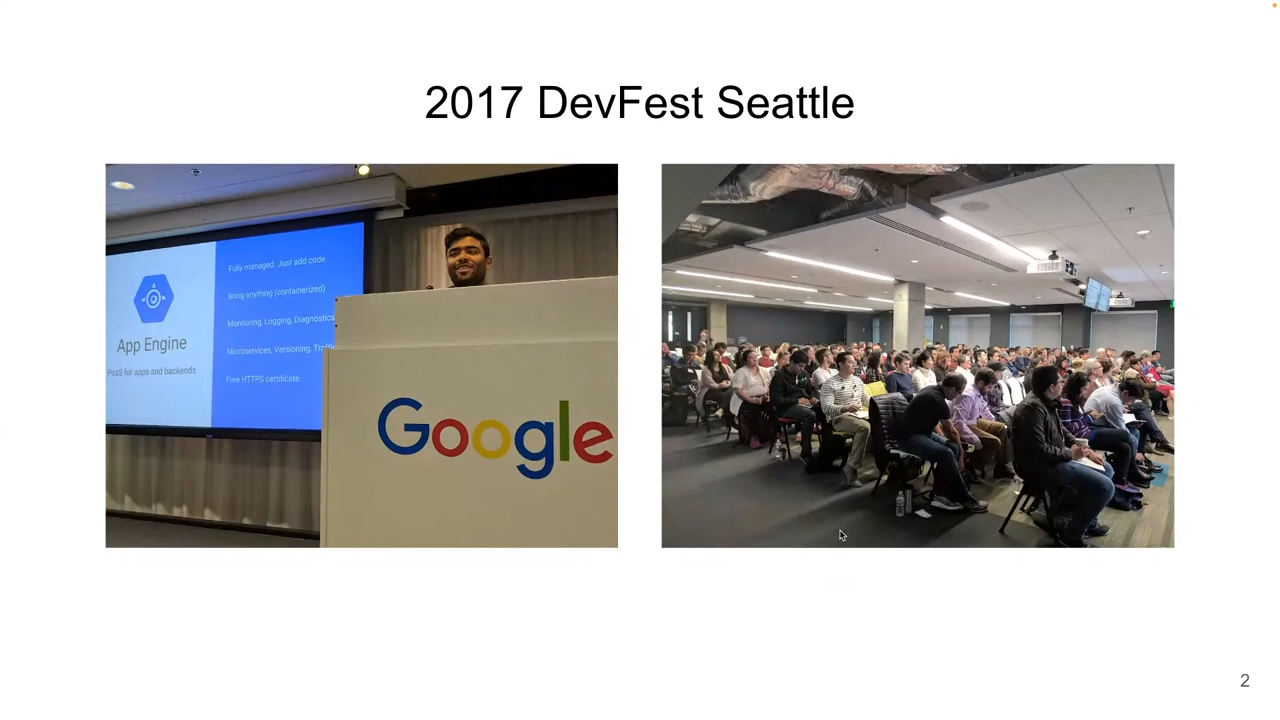 2017 DevFest Seattle
App Engine
PaaS for apps and backends
Fully managed: Just add code
Bring anything (containerized)
Monitoring, Logging, Diagnostics
Microservices, Versioning,
Free HTTPS certificate
Google
2